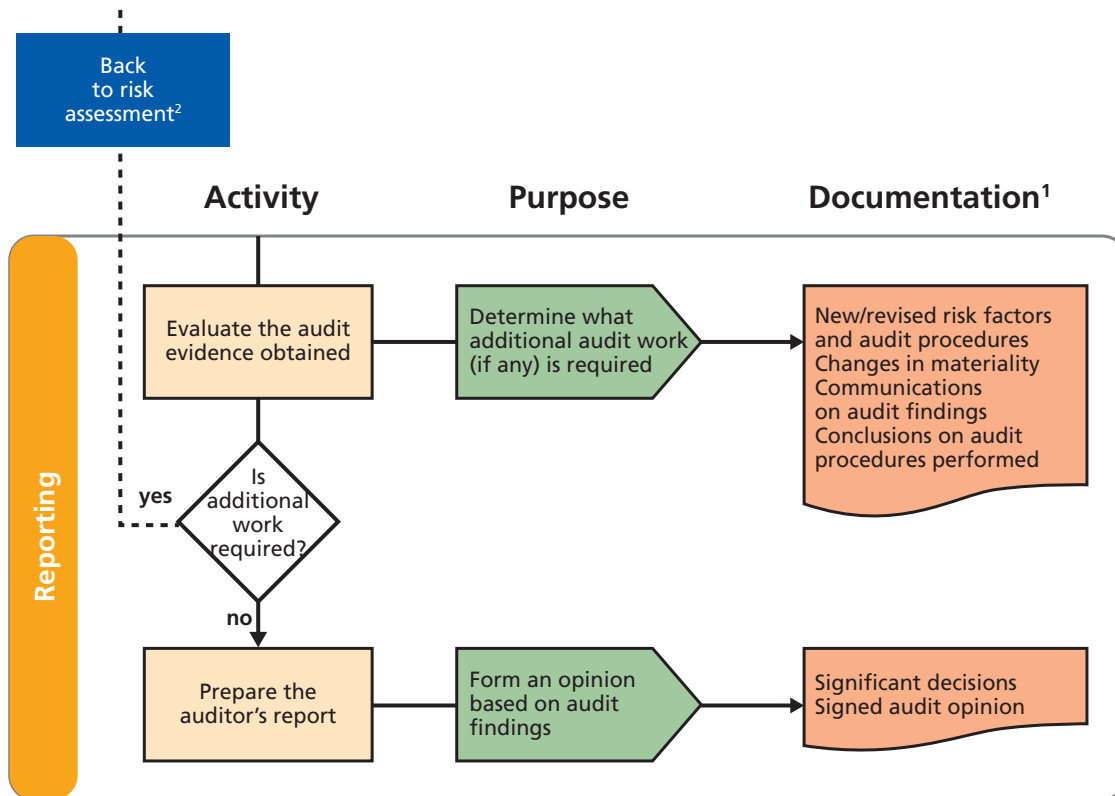 Back
to risk
assessment²
Activity
Purpose
Documentation¹
Reporting
Evaluate the audit
evidence obtained
Determine what
additional audit work
(if any) is required
New/revised risk factors
and audit procedures
Changes in materiality
Communications
on audit findings
Conclusions on audit
procedures performed
yes
Is
additional
work
required?
no
Prepare the
auditor’s report
Form an opinion
based on audit
findings
Significant decisions
Signed audit opinion